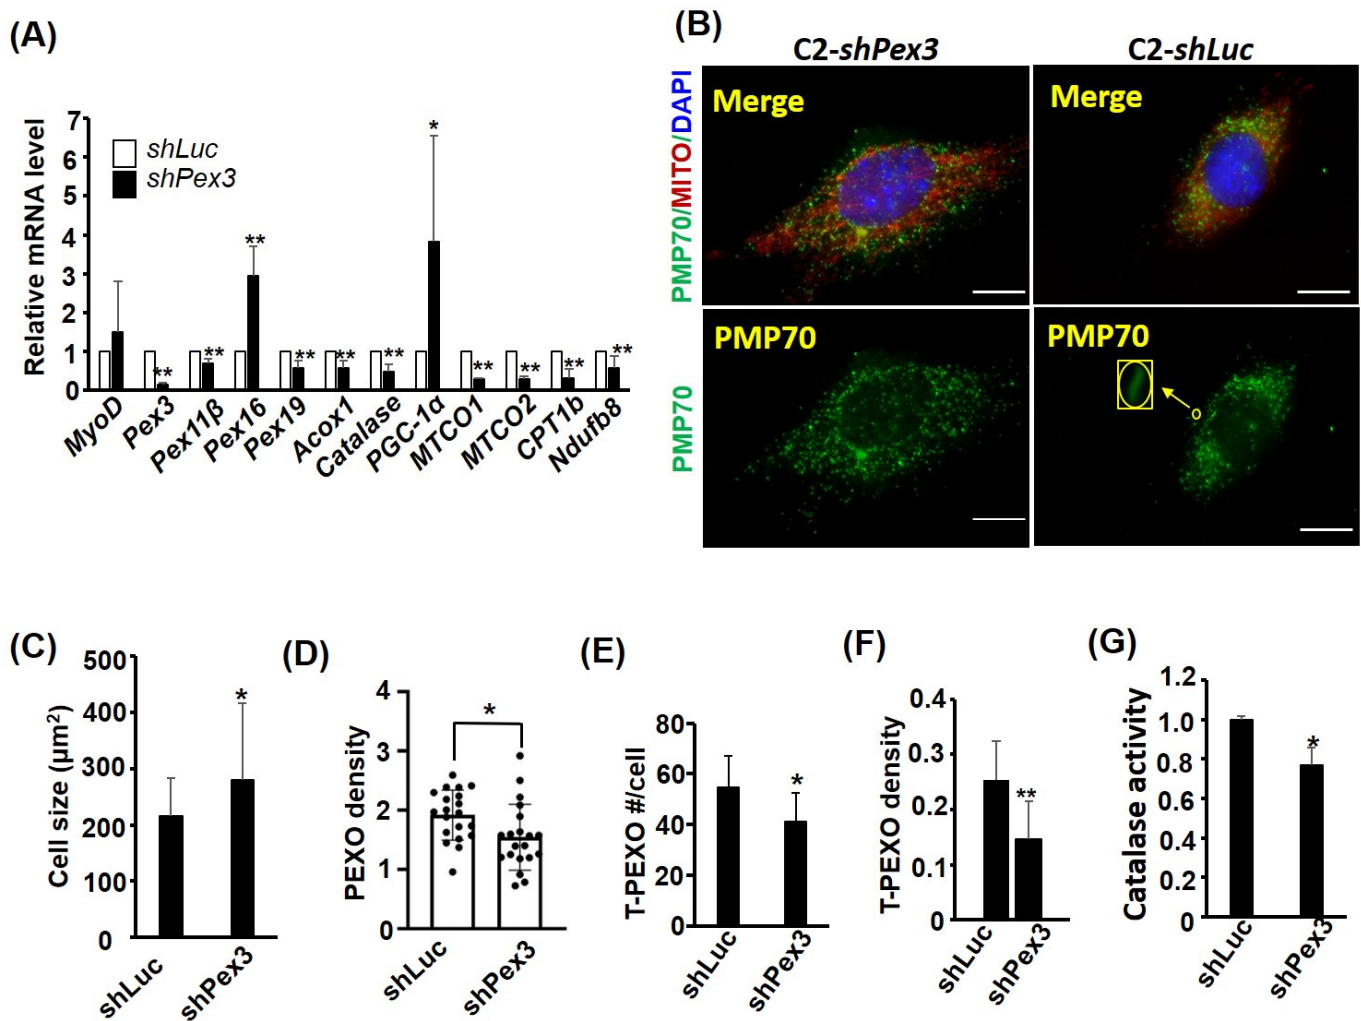 (A)
Relative mRNA level
7
6
5
4
3
2
1
0
shLuc
shPex3
*
**
**
**
**
**
**
**
**
**
**
MyoD
Pex3
Pex11β
Pex16
Pex19
Acox1
Catalase
PGC-1α
MTCO1
MTCO2
CPT1b
Ndufb8
(B)
C2-shPex3
C2-shLuc
PMP70/MITO/DAPI
Merge
Merge
PMP70
PMP70
PMP70
(C)
Cell size (µm²)
500
400
300
200
100
0
*
shLuc
shPex3
(D)
PEXO density
4
3
2
1
0
*
shLuc
shPex3
(E)
T-PEXO #/cell
80
60
40
20
0
*
shLuc
shPex3
(F)
T-PEXO density
0.4
0.3
0.2
0.1
0
**
shLuc
shPex3
(G)
Catalase activity
1.2
1.0
0.8
0.6
0.4
0.2
0
*
shLuc
shPex3